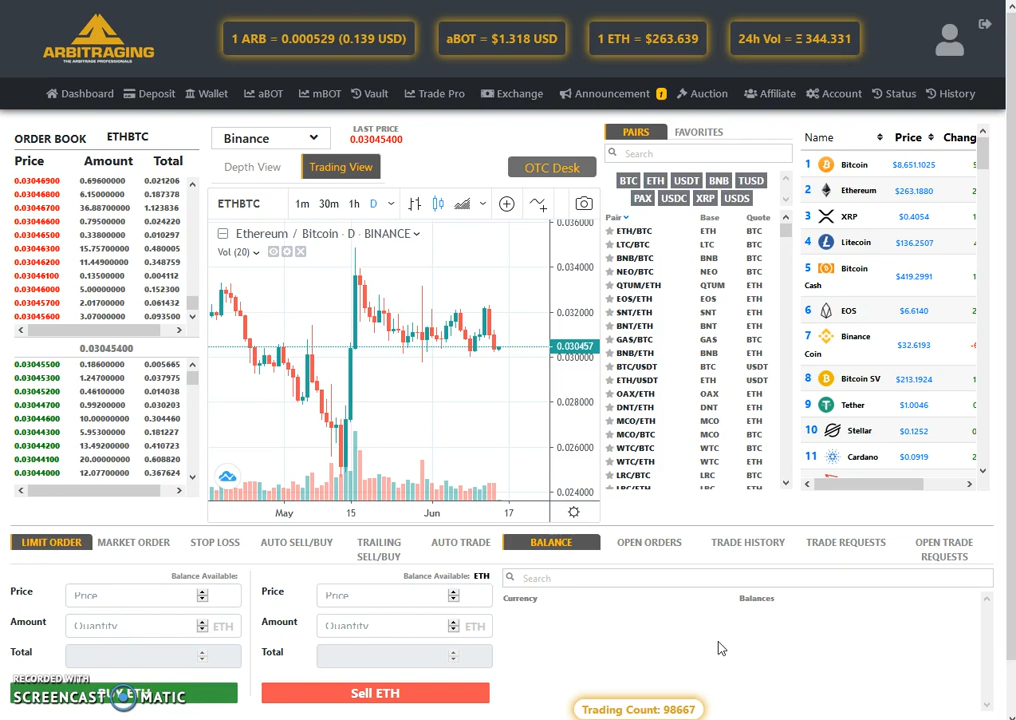 ARBITRAGING
THE ARBITRAGE PROFESSIONALS
1 ARB = 0.000529 (0.139 USD)
aBOT = $1.318 USD
1 ETH = $263.639
24h Vol = Ξ 344.331
Dashboard Deposit Wallet aBOT mBOT Vault Trade Pro Exchange Announcement 1 Auction Affiliate Account Status History
ORDER BOOK ETHBTC
Price Amount Total
0.03046900 0.69600000 0.021206
0.03046800 6.15000000 0.187378
0.03046700 36.88700000 1.123836
0.03046600 0.79500000 0.024220
0.03046500 0.33800000 0.010297
0.03046300 15.75700000 0.480005
0.03046200 11.44900000 0.348759
0.03046100 0.13500000 0.004112
0.03046000 5.00000000 0.152300
0.03045700 2.01700000 0.061432
0.03045600 3.07000000 0.093500
0.03045400
0.03045500 0.18600000 0.005665
0.03045300 1.24700000 0.037975
0.03045200 0.46100000 0.014038
0.03044700 0.99200000 0.030203
0.03044600 10.00000000 0.304460
0.03044300 5.95300000 0.181227
0.03044200 13.49200000 0.410723
0.03044100 20.00000000 0.608820
0.03044000 12.07700000 0.367624
Binance
LAST PRICE
0.03045400
Depth View
Trading View
OTC Desk
ETHBTC 1m 30m 1h D
Ethereum / Bitcoin · D · BINANCE
Vol (20)
0.036000
0.034000
0.032000
0.030457
0.030000
0.028000
0.026000
0.024000
May 15 Jun 17
PAIRS FAVORITES
Search
BTC ETH USDT BNB TUSD
PAX USDC XRP USDS
Pair Base Quote
ETH/BTC ETH BTC
LTC/BTC LTC BTC
BNB/BTC BNB BTC
NEO/BTC NEO BTC
QTUM/ETH QTUM ETH
EOS/ETH EOS ETH
SNT/ETH SNT ETH
BNT/ETH BNT ETH
GAS/BTC GAS BTC
BNB/ETH BNB ETH
BTC/USDT BTC USDT
ETH/USDT ETH USDT
OAX/ETH OAX ETH
DNT/ETH DNT ETH
MCO/ETH MCO ETH
MCO/BTC MCO BTC
WTC/BTC WTC BTC
WTC/ETH WTC ETH
LRC/BTC LRC BTC
LRC/ETH LRC ETH
Name Price Chang
1 Bitcoin $8,651.1025
2 Ethereum $263.1880 2
3 XRP $0.4054
4 Litecoin $136.2507
5 Bitcoin Cash $419.2991
6 EOS $6.6140
7 Binance Coin $32.6193
8 Bitcoin SV $213.1924 1
9 Tether $1.0046
10 Stellar $0.1252
11 Cardano $0.0919 2
LIMIT ORDER MARKET ORDER STOP LOSS AUTO SELL/BUY TRAILING SELL/BUY AUTO TRADE
Balance Available:
Price Price
Amount Quantity ETH
Total
BUY ETH
Balance Available: ETH
Price Price
Amount Quantity ETH
Total
Sell ETH
BALANCE OPEN ORDERS TRADE HISTORY TRADE REQUESTS OPEN TRADE REQUESTS
Search
Currency Balances
Trading Count: 98667
RECORDED WITH
SCREENCAST MATIC